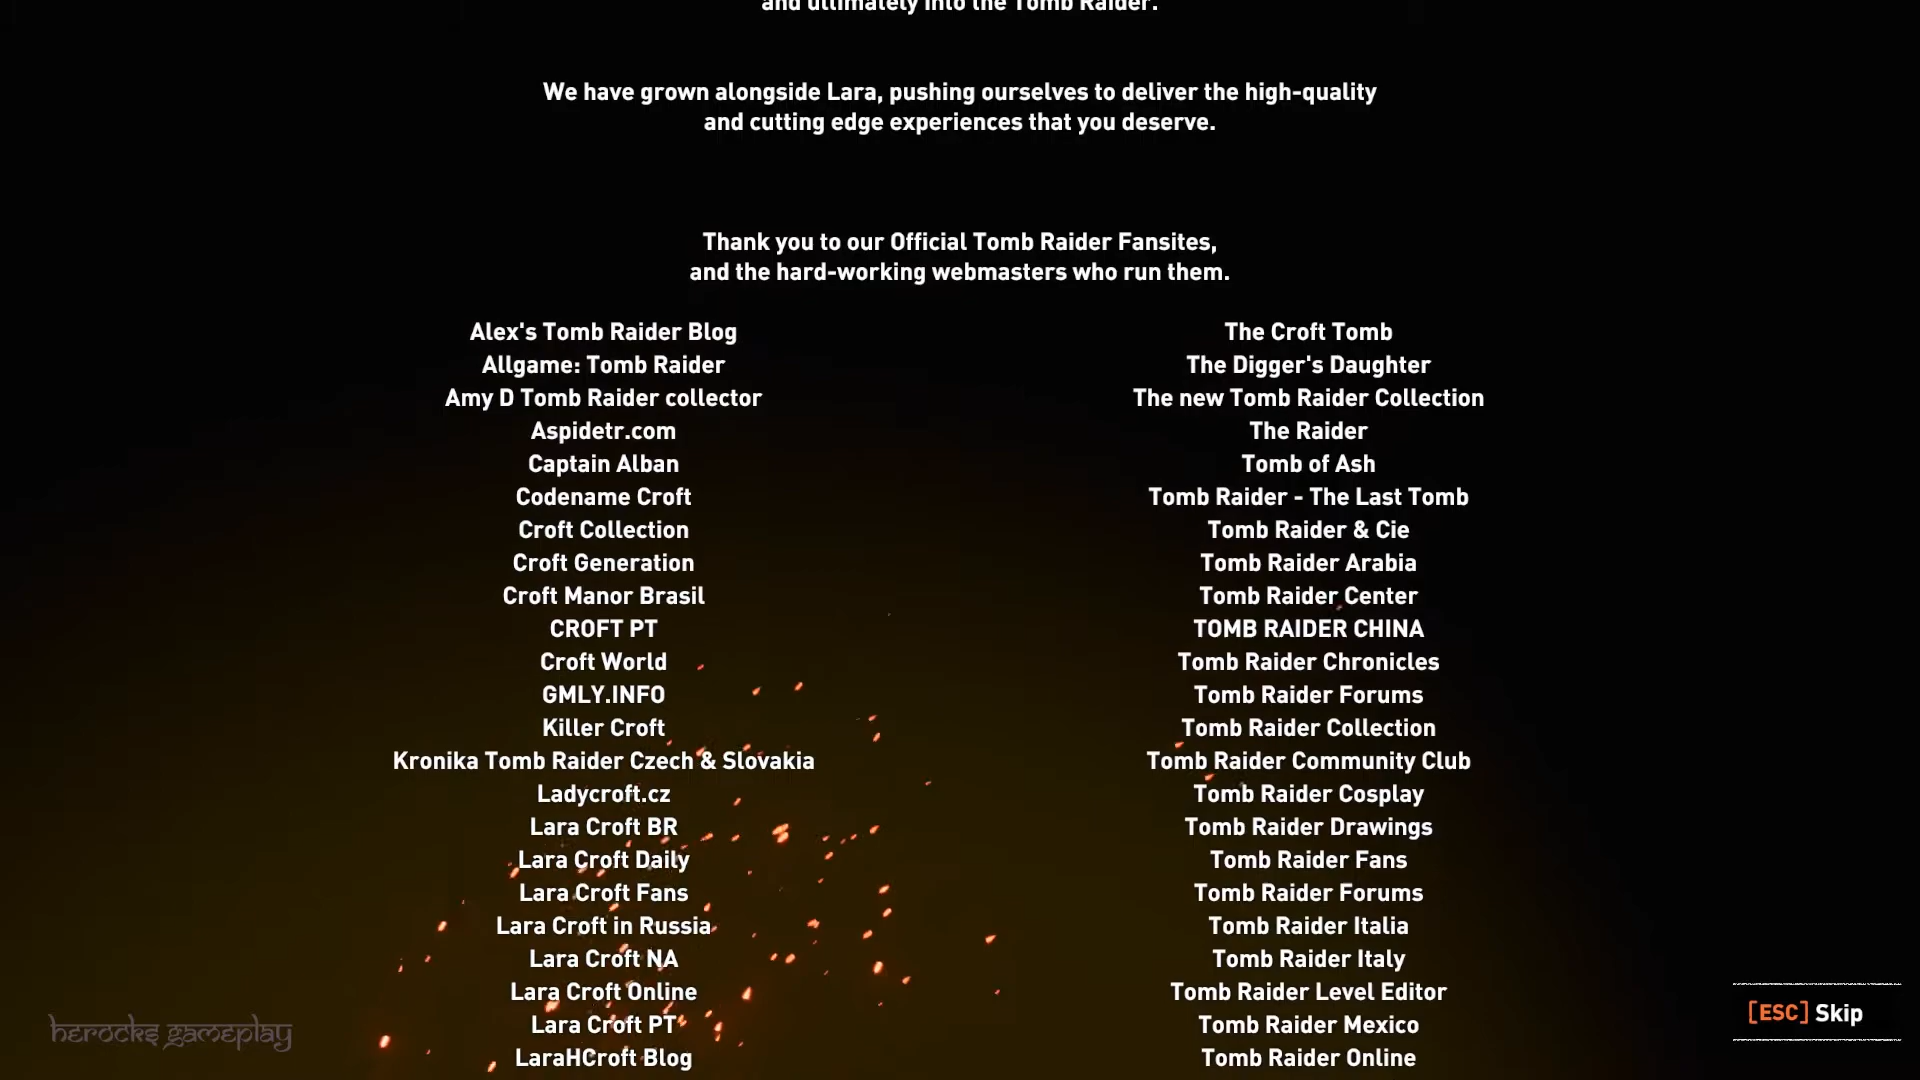 and ultimately into the Tomb Raider.
We have grown alongside Lara, pushing ourselves to deliver the high-quality
and cutting edge experiences that you deserve.
Thank you to our Official Tomb Raider Fansites,
and the hard-working webmasters who run them.
Alex's Tomb Raider Blog
Allgame: Tomb Raider
Amy D Tomb Raider collector
Aspidetr.com
Captain Alban
Codename Croft
Croft Collection
Croft Generation
Croft Manor Brasil
CROFT PT
Croft World
GMLY.INFO
Killer Croft
Kronika Tomb Raider Czech & Slovakia
Ladycroft.cz
Lara Croft BR
Lara Croft Daily
Lara Croft Fans
Lara Croft in Russia
Lara Croft NA
Lara Croft Online
Lara Croft PT
LaraHCroft Blog
The Croft Tomb
The Digger's Daughter
The new Tomb Raider Collection
The Raider
Tomb of Ash
Tomb Raider - The Last Tomb
Tomb Raider & Cie
Tomb Raider Arabia
Tomb Raider Center
TOMB RAIDER CHINA
Tomb Raider Chronicles
Tomb Raider Forums
Tomb Raider Collection
Tomb Raider Community Club
Tomb Raider Cosplay
Tomb Raider Drawings
Tomb Raider Fans
Tomb Raider Forums
Tomb Raider Italia
Tomb Raider Italy
Tomb Raider Level Editor
Tomb Raider Mexico
Tomb Raider Online
[ESC] Skip
herocks gameplay